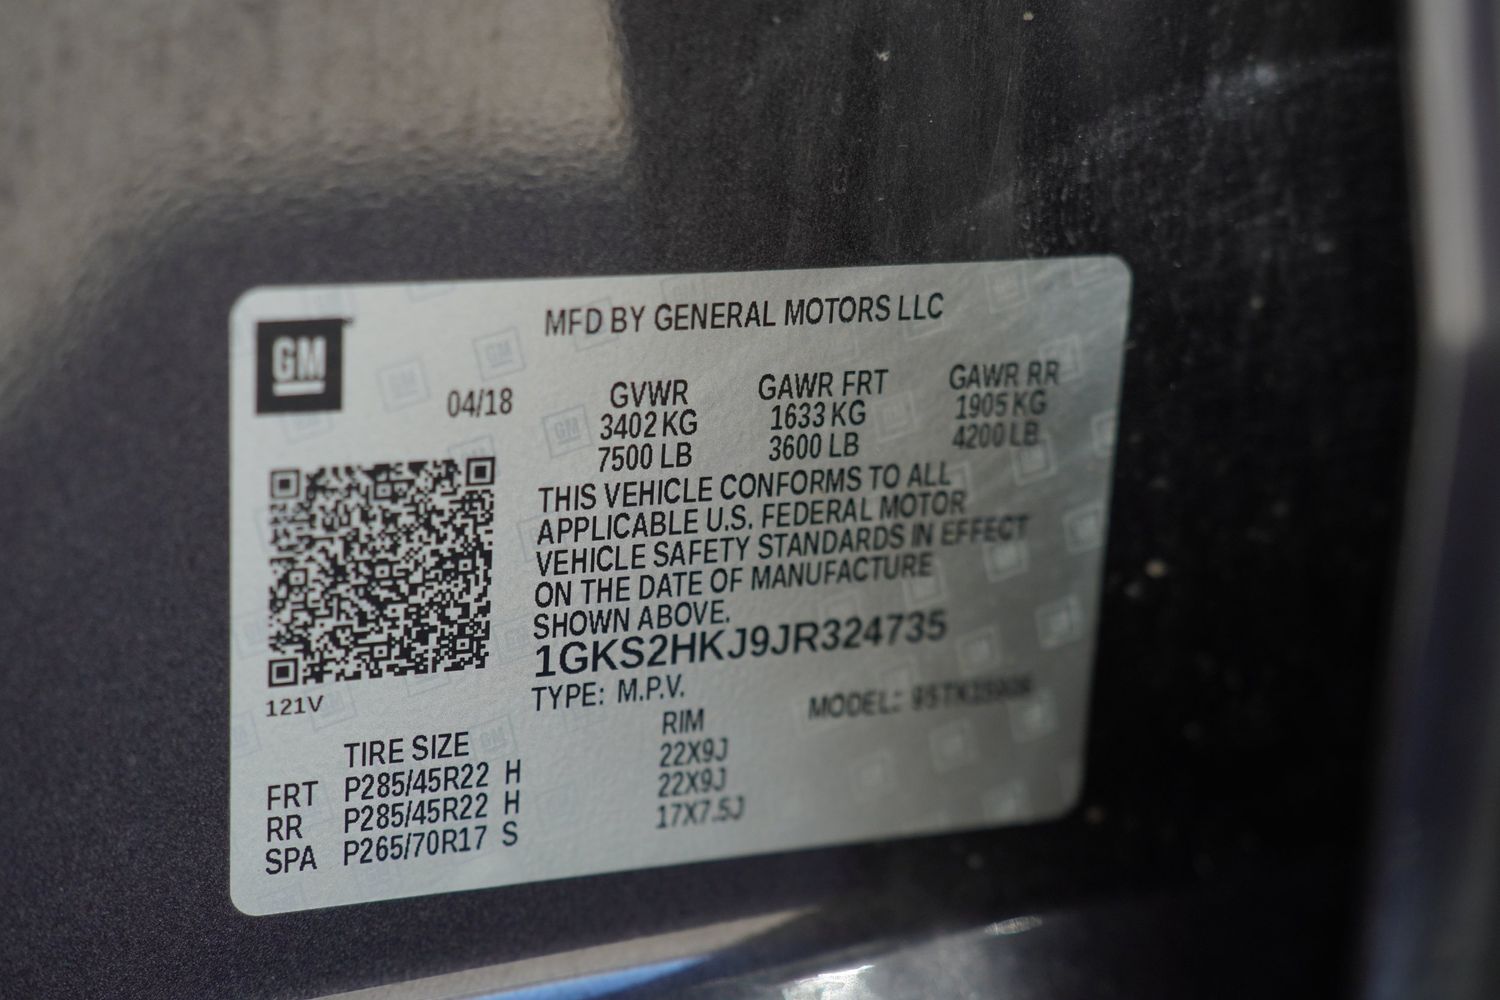 MFD BY GENERAL MOTORS LLC
GM
04/18
GVWR GAWR FRT GAWR RR
3402 KG 1633 KG 1905 KG
7500 LB 3600 LB 4200 LB
THIS VEHICLE CONFORMS TO ALL
APPLICABLE U.S. FEDERAL MOTOR
VEHICLE SAFETY STANDARDS IN EFFECT
ON THE DATE OF MANUFACTURE
SHOWN ABOVE.
1GKS2HKJ9JR324735
121V
TYPE: M.P.V. MODEL:
TIRE SIZE RIM
FRT P285/45R22 H 22X9J
RR P285/45R22 H 22X9J
SPA P265/70R17 S 17X7.5J